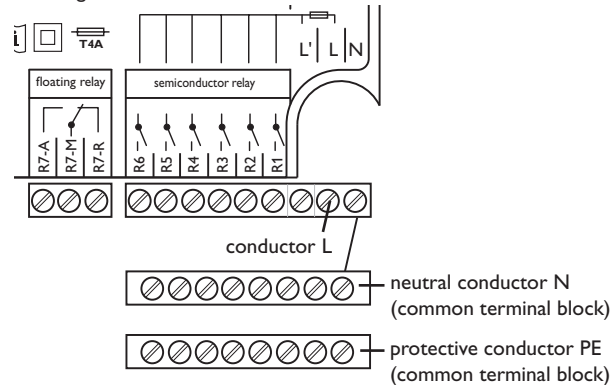 i
T4A
L' L N
floating relay
semiconductor relay
R7-A
R7-M
R7-R
R6
R5
R4
R3
R2
R1
conductor L
neutral conductor N
(common terminal block)
protective conductor PE
(common terminal block)